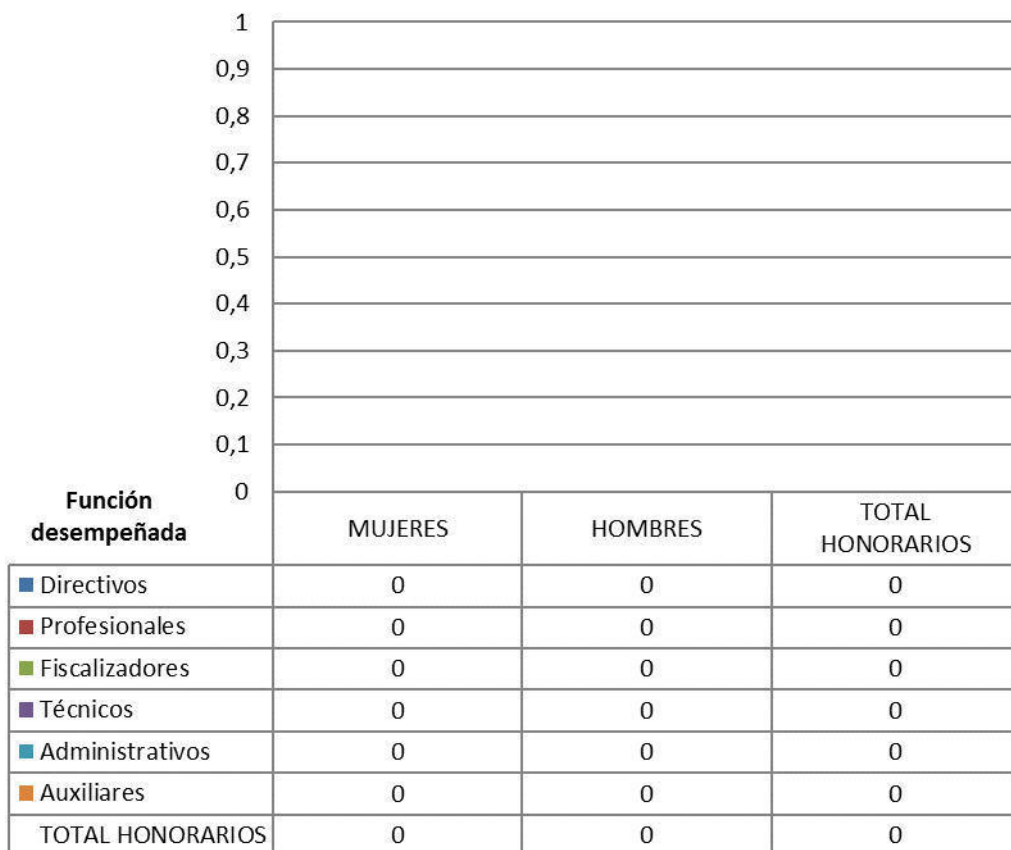 1
0,9
0,8
0,7
0,6
0,5
0,4
0,3
0,2
0,1
0
Función
desempeñada
MUJERES HOMBRES TOTAL
HONORARIOS
Directivos 0 0 0
Profesionales 0 0 0
Fiscalizadores 0 0 0
Técnicos 0 0 0
Administrativos 0 0 0
Auxiliares 0 0 0
TOTAL HONORARIOS 0 0 0